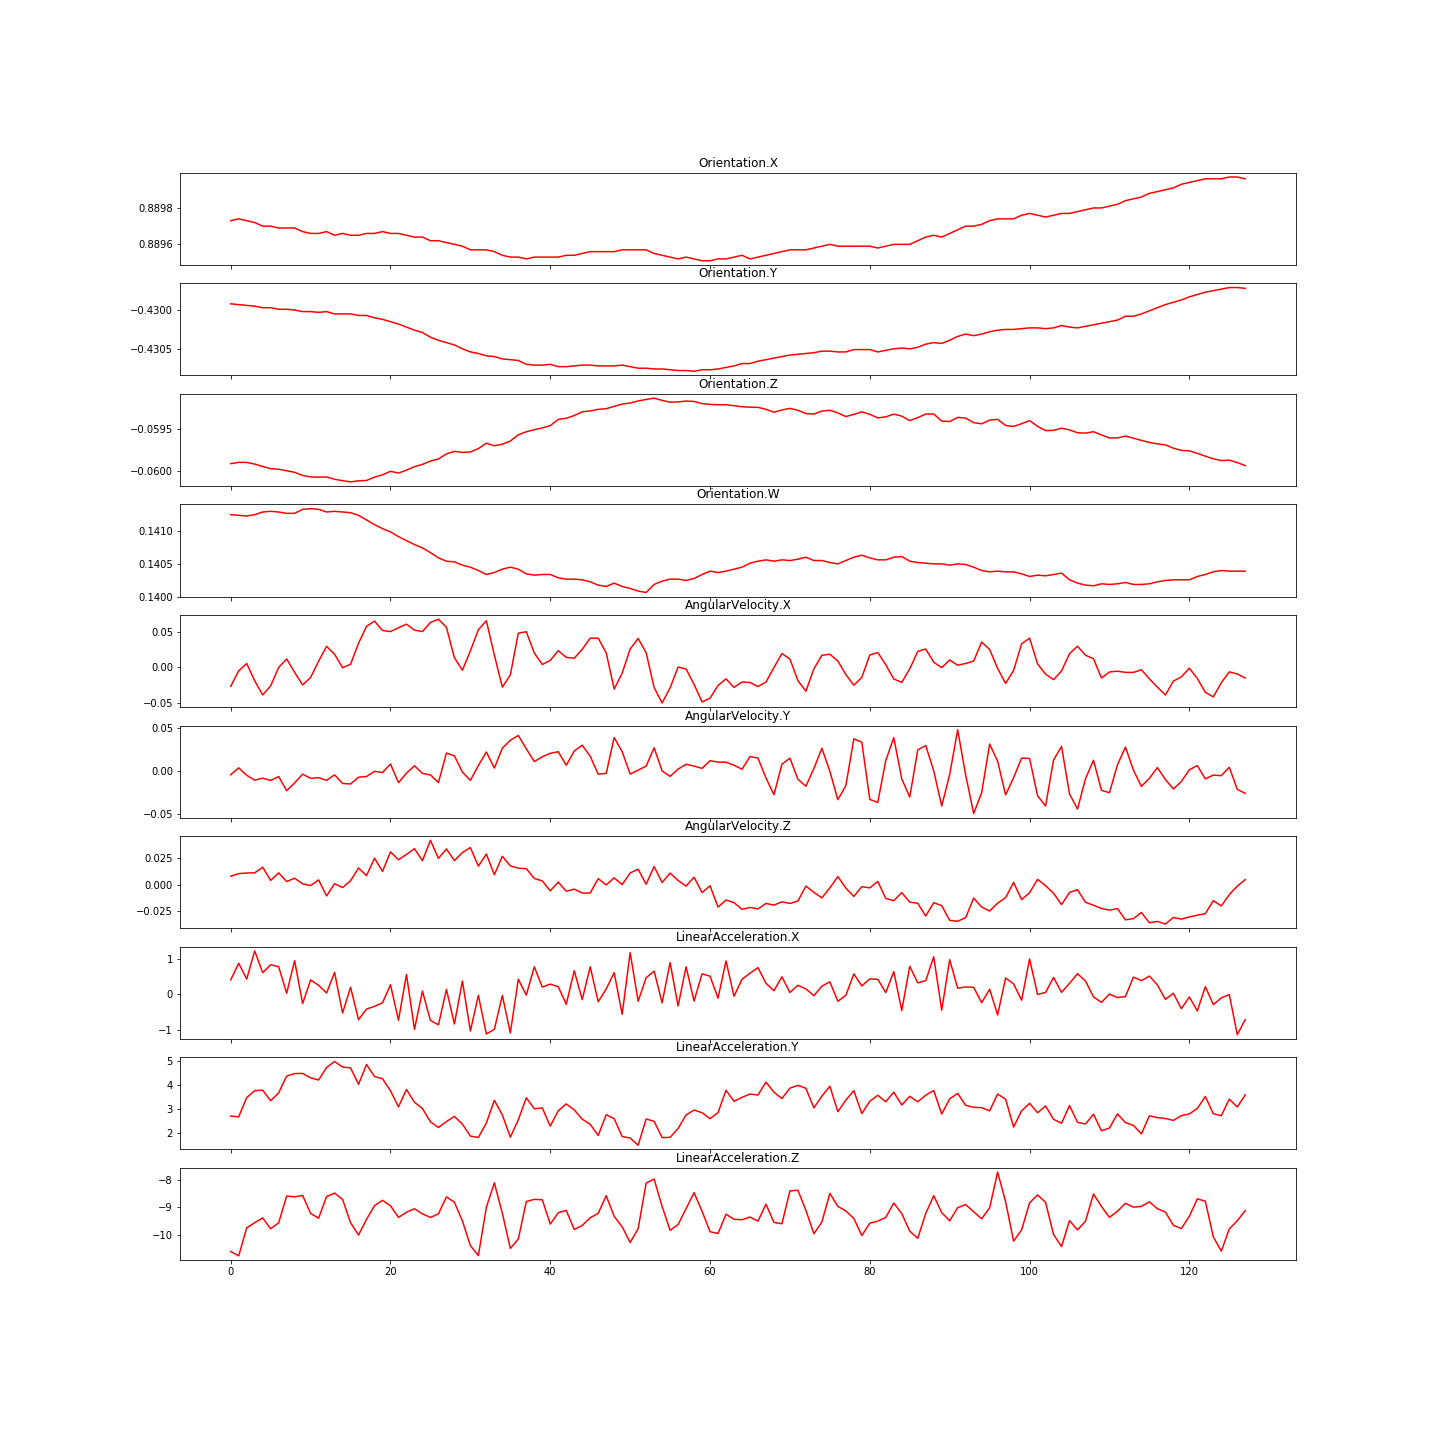 Orientation.X
0.8898
0.8896
Orientation.Y
−0.4300
−0.4305
Orientation.Z
−0.0595
−0.0600
Orientation.W
0.1410
0.1405
0.1400
AngularVelocity.X
0.05
0.00
−0.05
AngularVelocity.Y
0.05
0.00
−0.05
AngularVelocity.Z
0.025
0.000
−0.025
LinearAcceleration.X
1
0
−1
LinearAcceleration.Y
5
4
3
2
LinearAcceleration.Z
−8
−9
−10
0 20 40 60 80 100 120